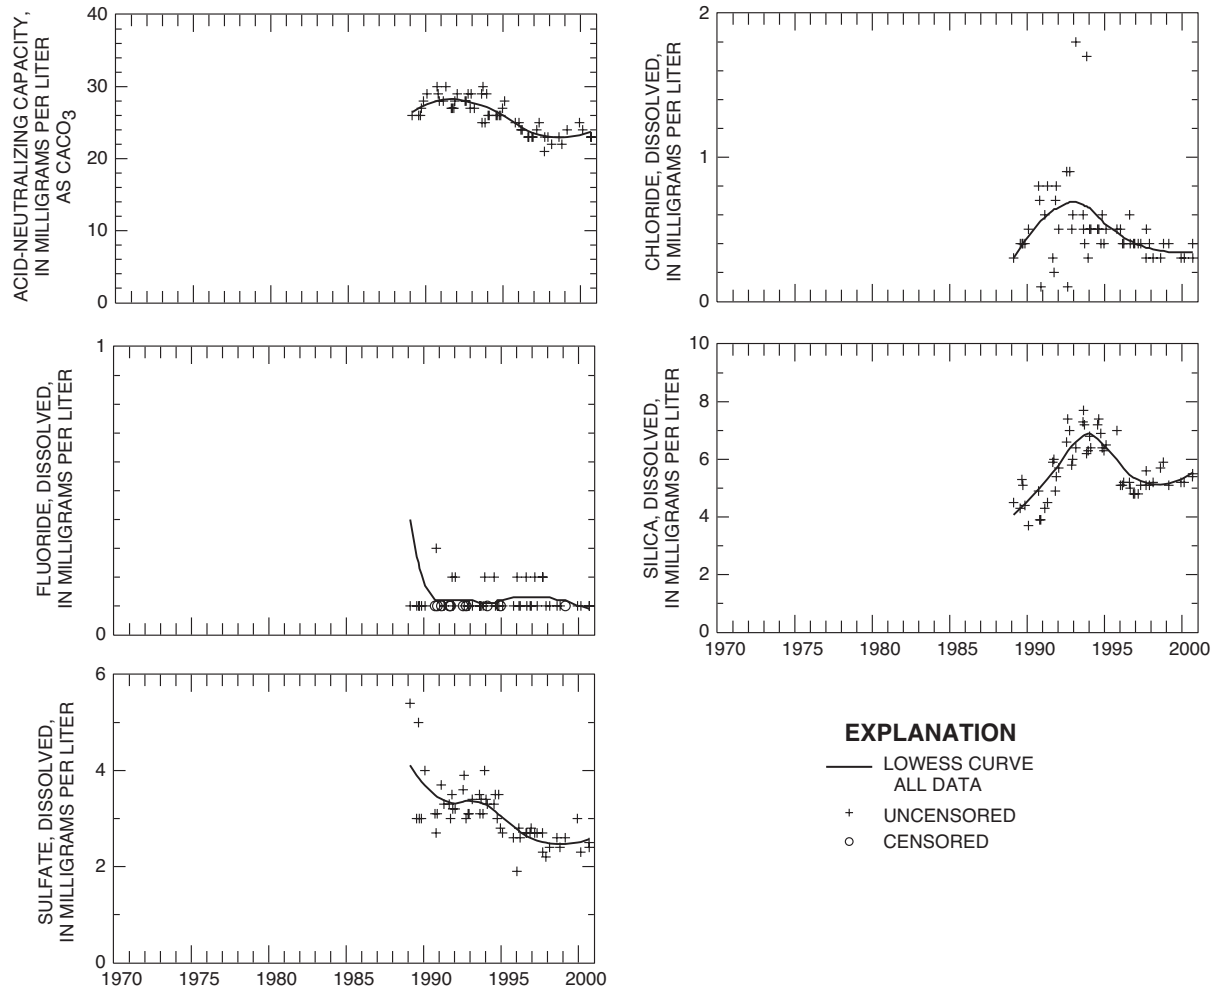 ACID-NEUTRALIZING CAPACITY,
IN MILLIGRAMS PER LITER
AS CACO3
40
30
20
10
0
CHLORIDE, DISSOLVED,
IN MILLIGRAMS PER LITER
2
1
0
FLUORIDE, DISSOLVED,
IN MILLIGRAMS PER LITER
1
0
SILICA, DISSOLVED,
IN MILLIGRAMS PER LITER
10
8
6
4
2
0
1970 1975 1980 1985 1990 1995 2000
SULFATE, DISSOLVED,
IN MILLIGRAMS PER LITER
6
4
2
0
1970 1975 1980 1985 1990 1995 2000
EXPLANATION
LOWESS CURVE
ALL DATA
UNCENSORED
CENSORED